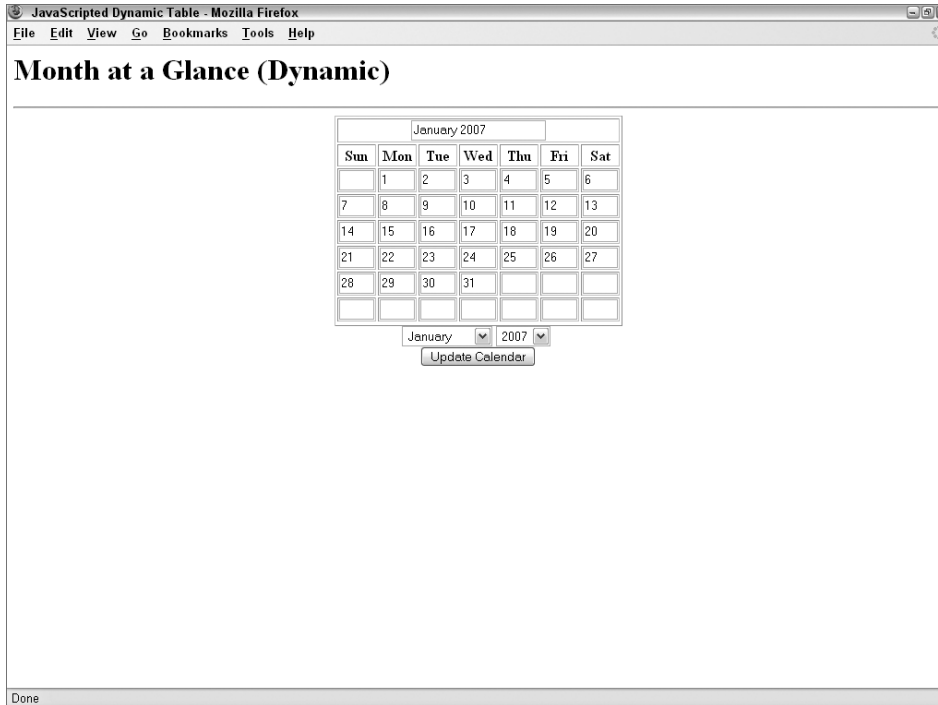 JavaScripted Dynamic Table - Mozilla Firefox
File Edit View Go Bookmarks Tools Help
Month at a Glance (Dynamic)
January 2007
Sun Mon Tue Wed Thu Fri Sat
1 2 3 4 5 6
7 8 9 10 11 12 13
14 15 16 17 18 19 20
21 22 23 24 25 26 27
28 29 30 31
January 2007
Update Calendar
Done